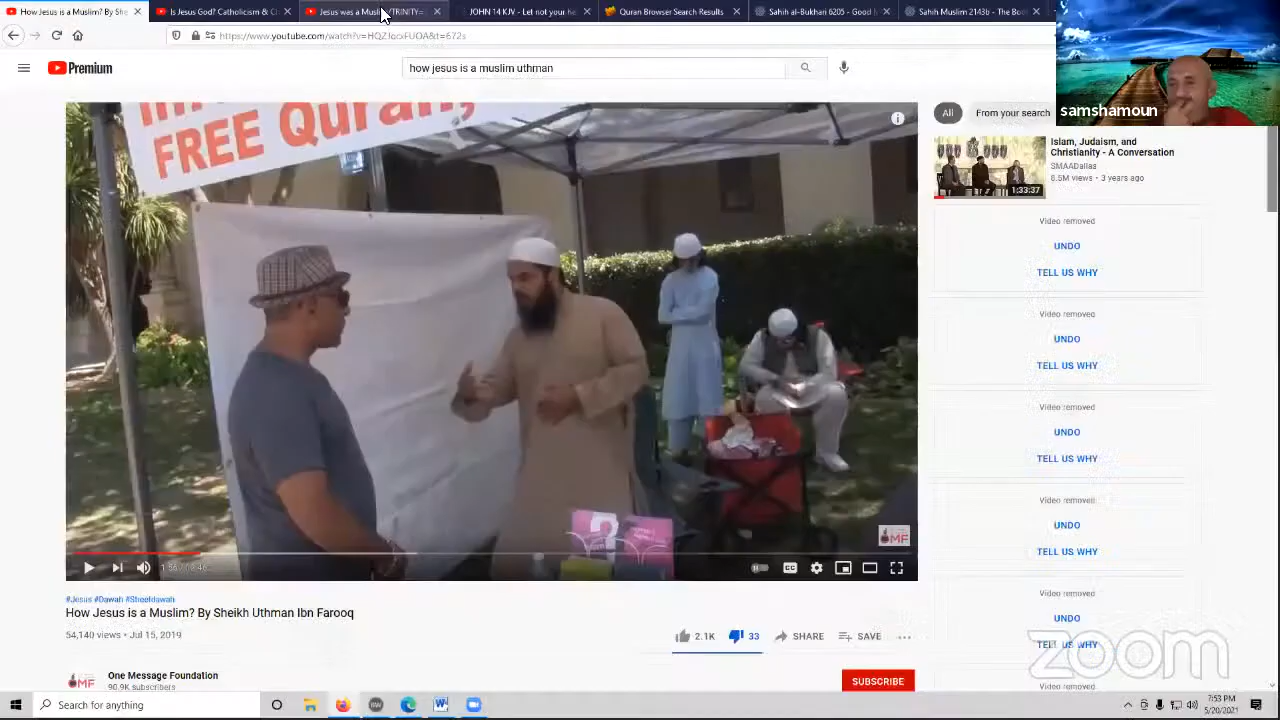 How Jesus is a Muslim? By Sh
Is Jesus God? Catholicism &
Jesus was a Muslim
TRINITY=
JOHN 14 KJV - Let not your he
Quran Browser Search Results
Sahih al-Bukhari 6205 - Good M
Sahih Muslim 2143b - The Bo
Premium
how jesus is a muslim
samshamoun
FREE QURAN,
All
From your search
Islam, Judaism, and
Christianity - A Conversation
SMAADallas
6.5M views • 3 years ago
1:33:37
Video removed
UNDO
TELL US WHY
Video removed
UNDO
TELL US WHY
Video removed
UNDO
TELL US WHY
Video removed
UNDO
TELL US WHY
Video removed
UNDO
TELL US WHY
Video removed
CC
OMF
#Jesus #Dawah #Streetdawah
How Jesus is a Muslim? By Sheikh Uthman Ibn Farooq
54,140 views • Jul 15, 2019
2.1K
33
SHARE
SAVE
OMF
One Message Foundation
90.9K subscribers
SUBSCRIBE
zoom
Search for anything
7:53 PM
5/20/2021